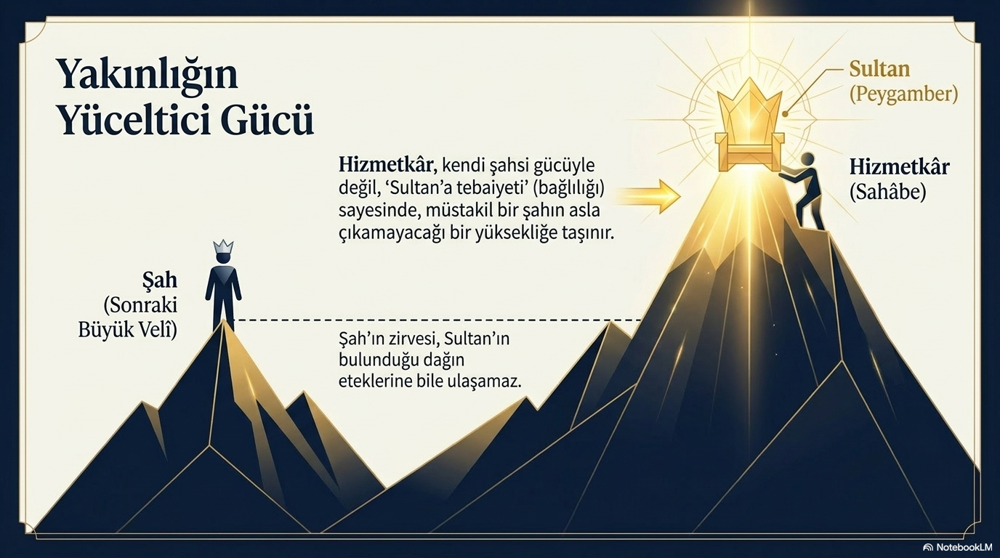 Yakınlığın
Yüceltici Gücü
Sultan
(Peygamber)
Hizmetkâr, kendi şahsi gücüyle
değil, ‘Sultan’a tebaiyeti’ (bağlılığı)
sayesinde, müstakil bir şahın asla
çıkamayacağı bir yüksekliğe taşınır.
Hizmetkâr
(Sahâbe)
Şah
(Sonraki
Büyük Velî)
Şah’ın zirvesi, Sultan’ın
bulunduğu dağın
eteklerine bile ulaşamaz.
NotebookLM